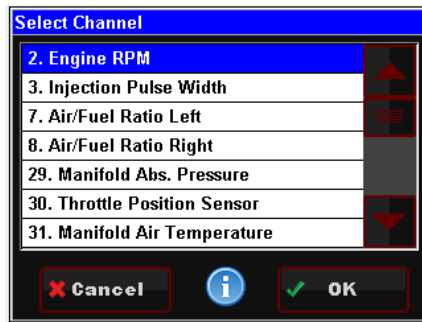 Select Channel
2. Engine RPM
3. Injection Pulse Width
7. Air/Fuel Ratio Left
8. Air/Fuel Ratio Right
29. Manifold Abs. Pressure
30. Throttle Position Sensor
31. Manifold Air Temperature
Cancel
i
OK